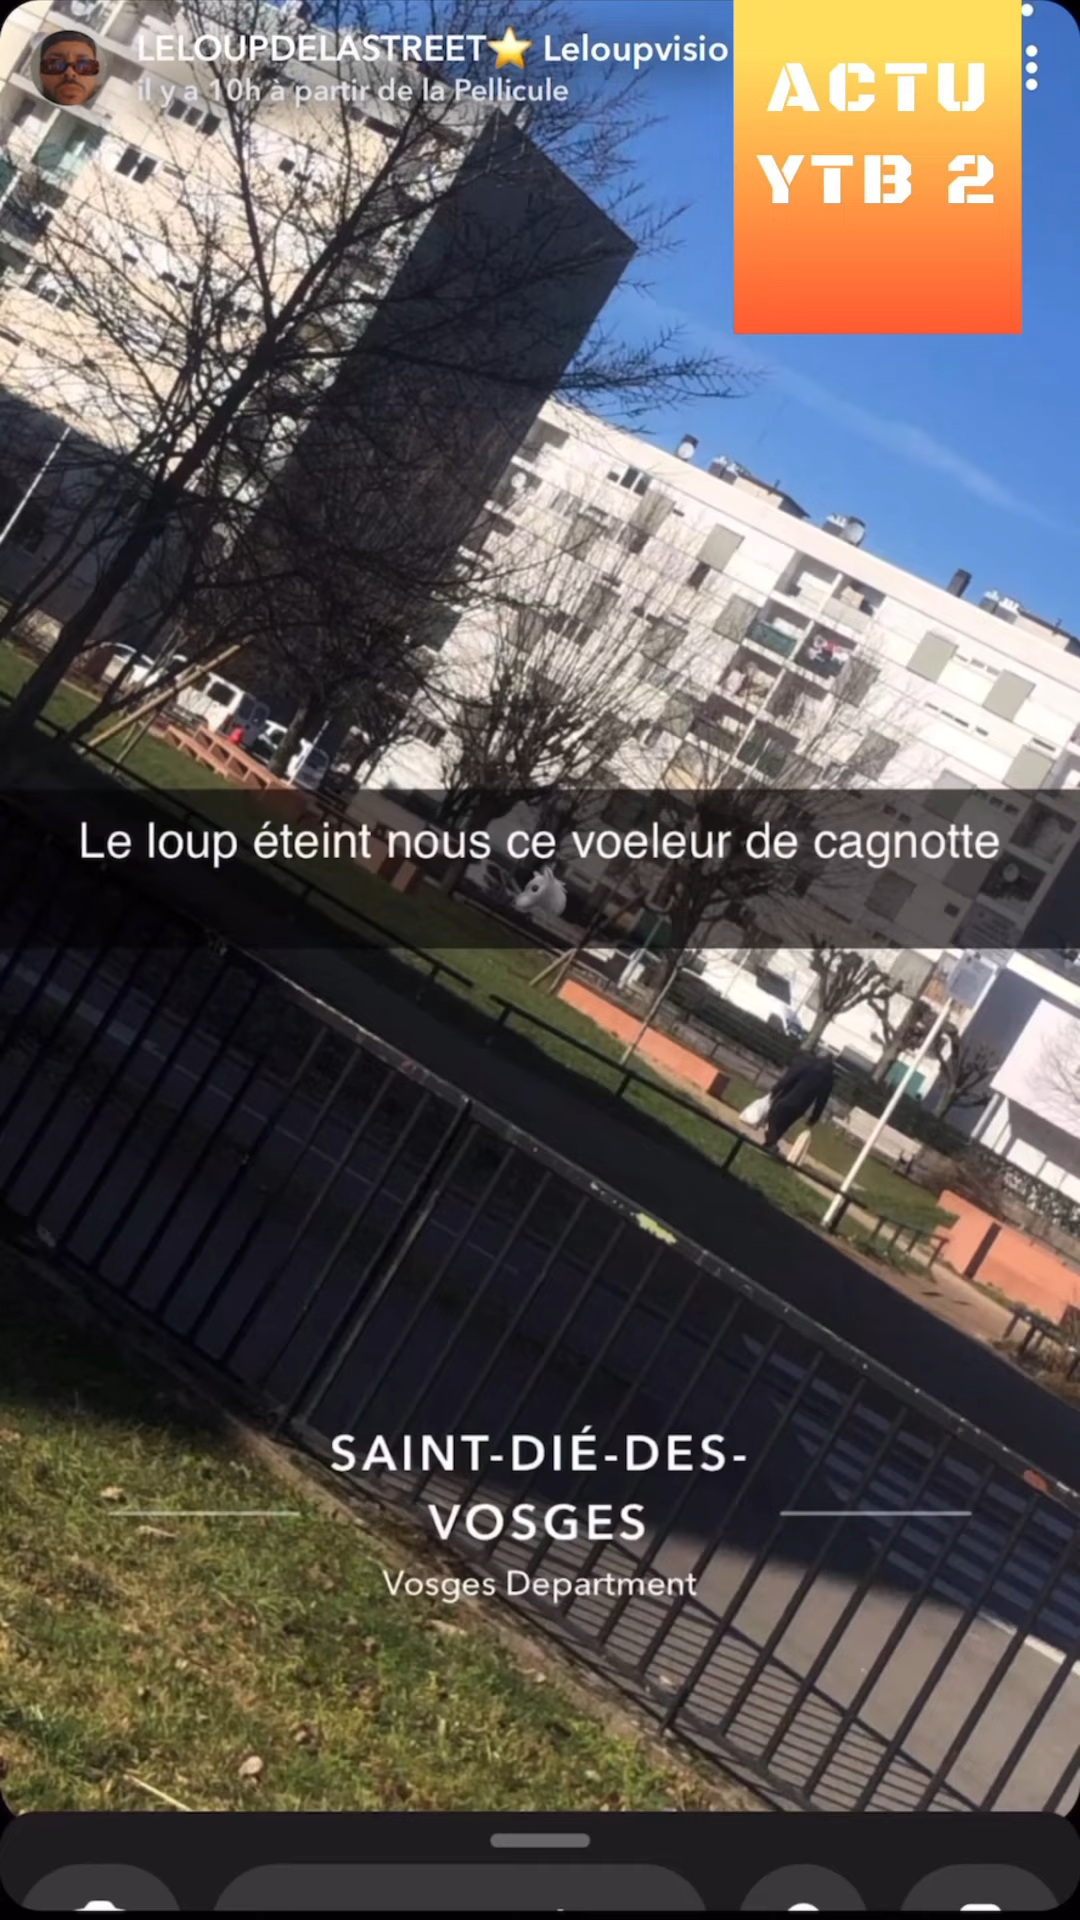 LELOUPDELASTREET⭐ Leloupvisio
il y a 10h à partir de la Pellicule
ACTU
YTB 2
Le loup éteint nous ce voeleur de cagnotte
SAINT-DIÉ-DES-
VOSGES
Vosges Department